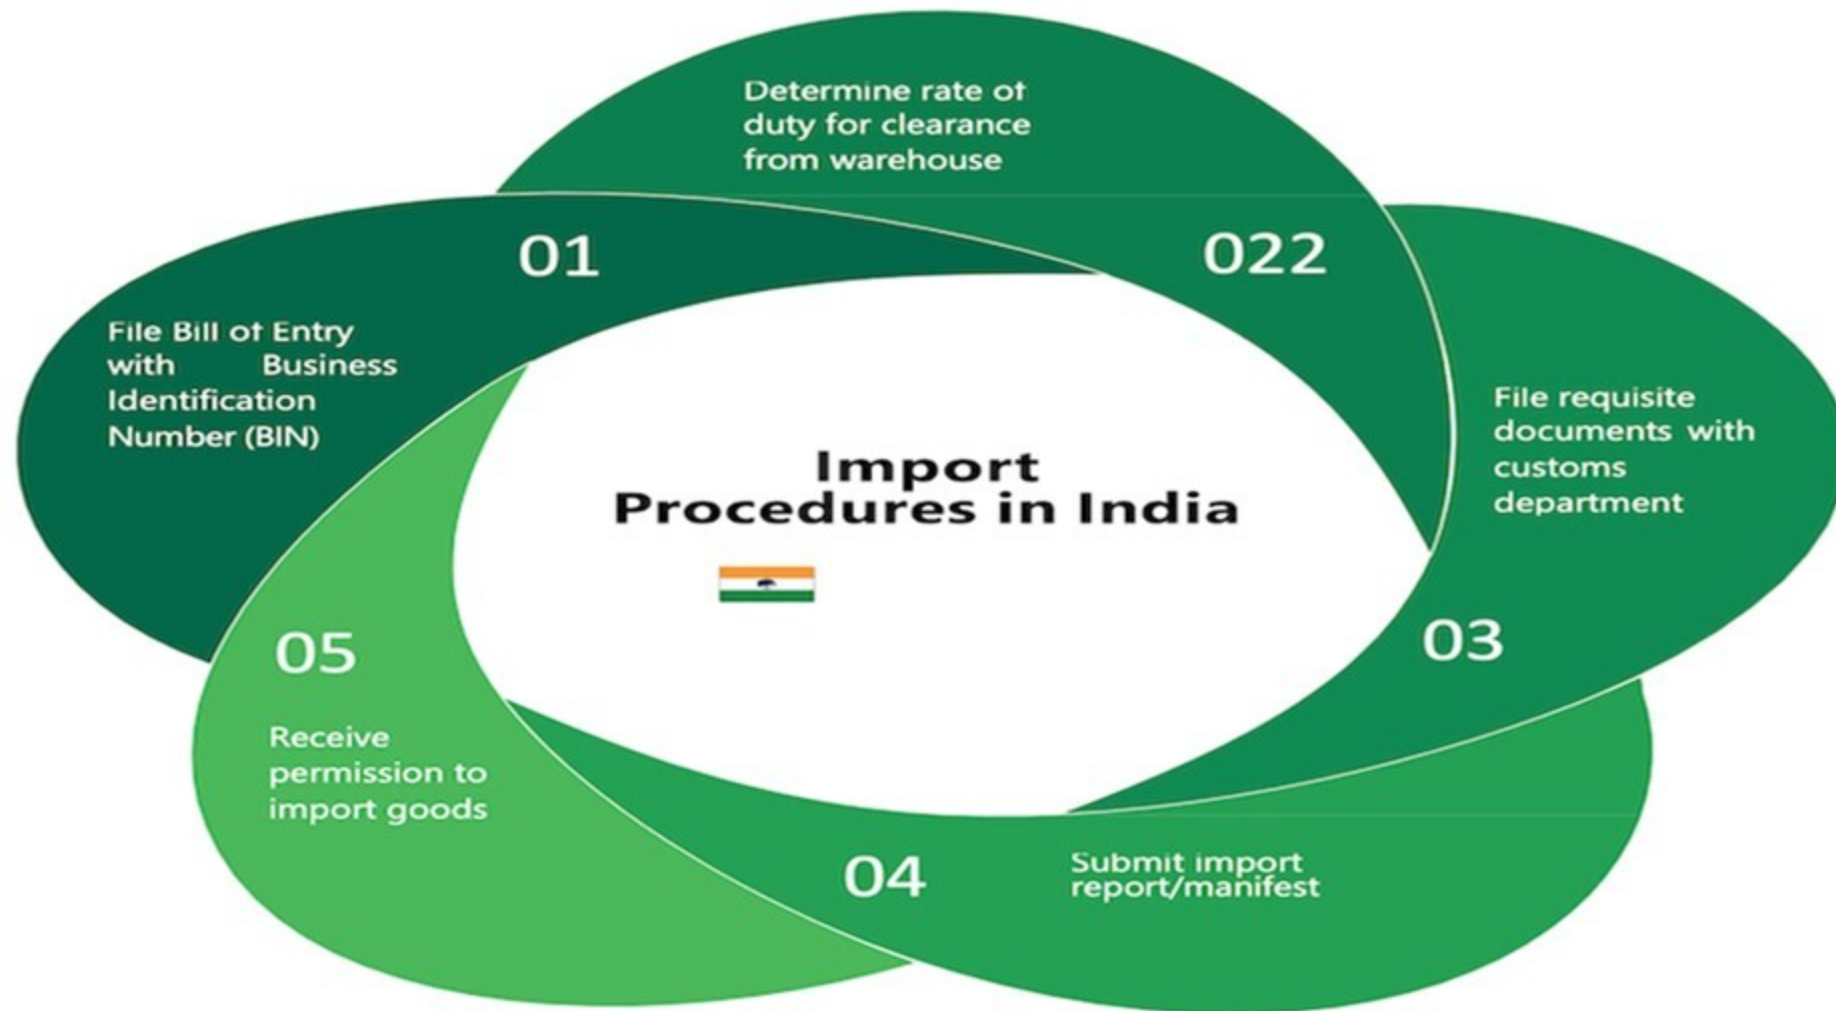 Import
Procedures in India
01
File Bill of Entry
with Business
Identification
Number (BIN)
022
Determine rate of
duty for clearance
from warehouse
03
File requisite
documents with
customs
department
04
Submit import
report/manifest
05
Receive
permission to
import goods